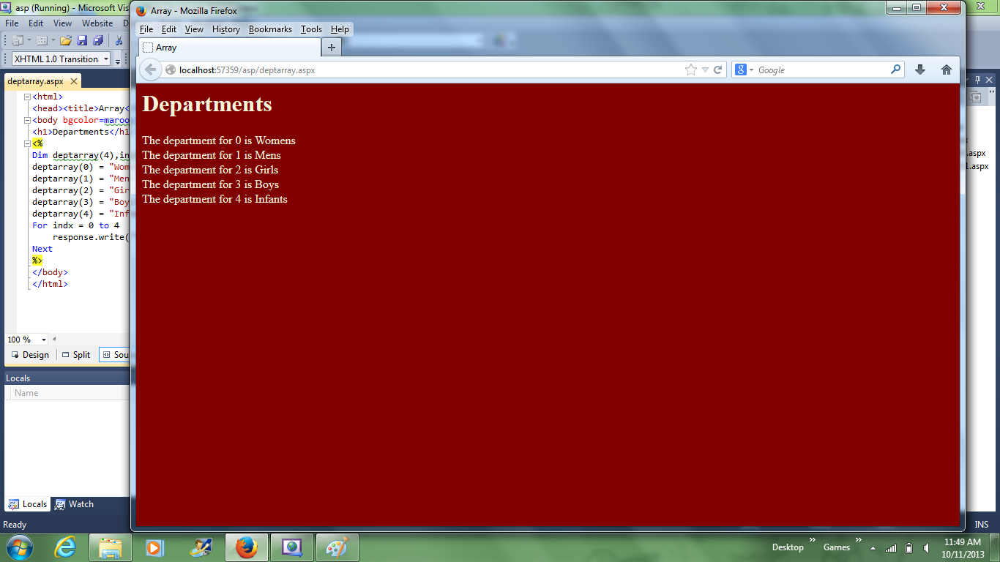 asp (Running) - Microsoft Vis
File Edit View Website D
XHTML 1.0 Transition
deptarray.aspx
<html>
<head><title>Array<
<body bgcolor=maroo
<h1>Departments</h1
<%
Dim deptarray(4),in
deptarray(0) = "Wom
deptarray(1) = "Men
deptarray(2) = "Gir
deptarray(3) = "Boy
deptarray(4) = "Inf
For indx = 0 to 4
response.write(
Next
%>
</body>
</html>
100 %
Design Split Sou
Locals
Name
Locals Watch
Ready
Array - Mozilla Firefox
File Edit View History Bookmarks Tools Help
Array
localhost:57359/asp/deptarray.aspx
Google
Departments
The department for 0 is Womens
The department for 1 is Mens
The department for 2 is Girls
The department for 3 is Boys
The department for 4 is Infants
.aspx
1.aspx
INS
Desktop » Games »
11:49 AM
10/11/2013